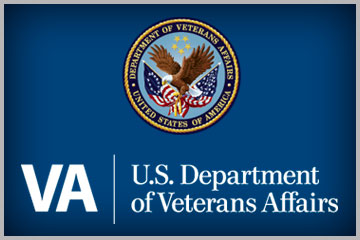 DEPARTMENT OF VETERANS AFFAIRS
UNITED STATES OF AMERICA
VA
U.S. Department
of Veterans Affairs